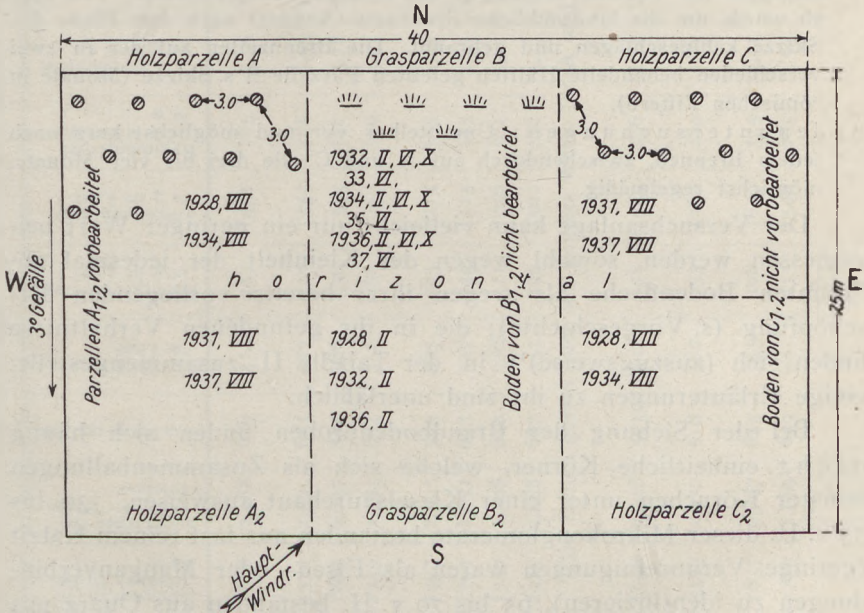 N
40
Holzparzelle A
Grasparzelle B
Holzparzelle C
3.0
3.0
3.0
3.0
1932, II, VI, X
33, VI,
1934, II, VI, X
35, VI,
1936, II, VI, X
37, VI
1928, VIII
1934, VIII
1931, VIII
1937, VIII
Parzellen A1,2 vorbearbeitet
Boden von B1,2 nicht bearbeitet
Boden von C1,2 nicht vorbearbeitet
W
3° Gefälle
horizontal
E
25m
1931, VIII
1937, VIII
1928, II
1932, II
1936, II
1928, VIII
1934, VIII
Holzparzelle A2
Grasparzelle B2
Holzparzelle C2
S
Haupt-
Windr.